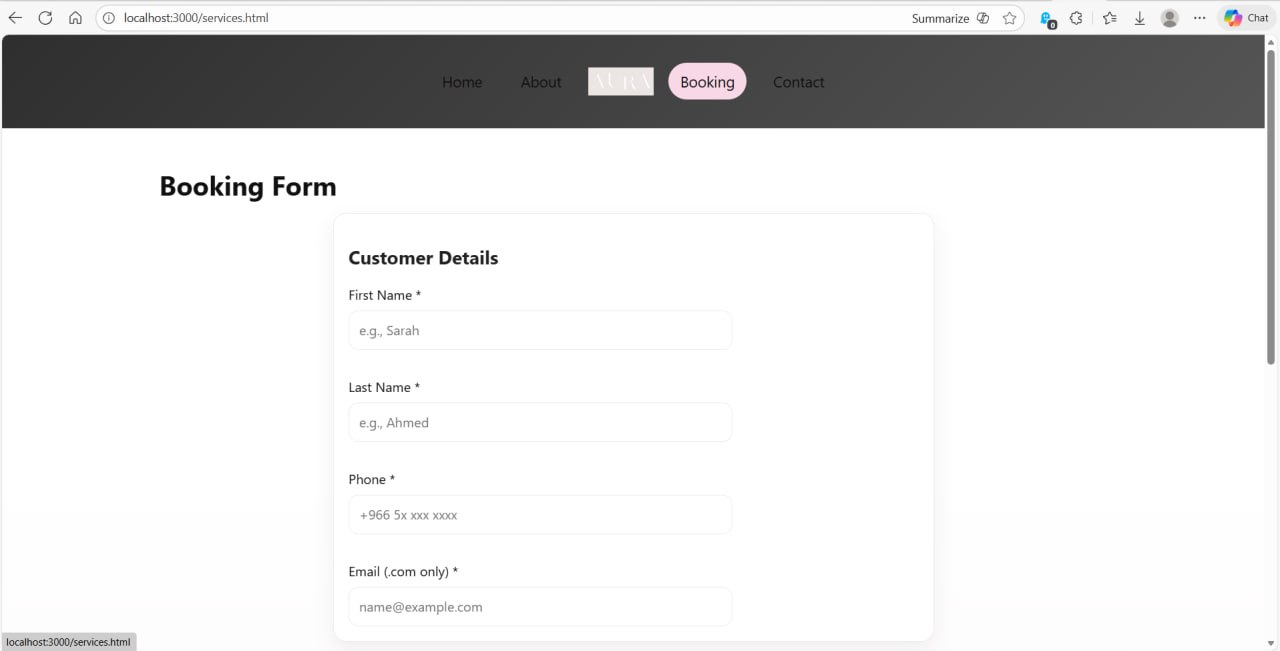 localhost:3000/services.html
Summarize
0
Chat
Home
About
AURA
Booking
Contact
Booking Form
Customer Details
First Name *
e.g., Sarah
Last Name *
e.g., Ahmed
Phone *
+966 5x xxx xxxx
Email (.com only) *
name@example.com
localhost:3000/services.html